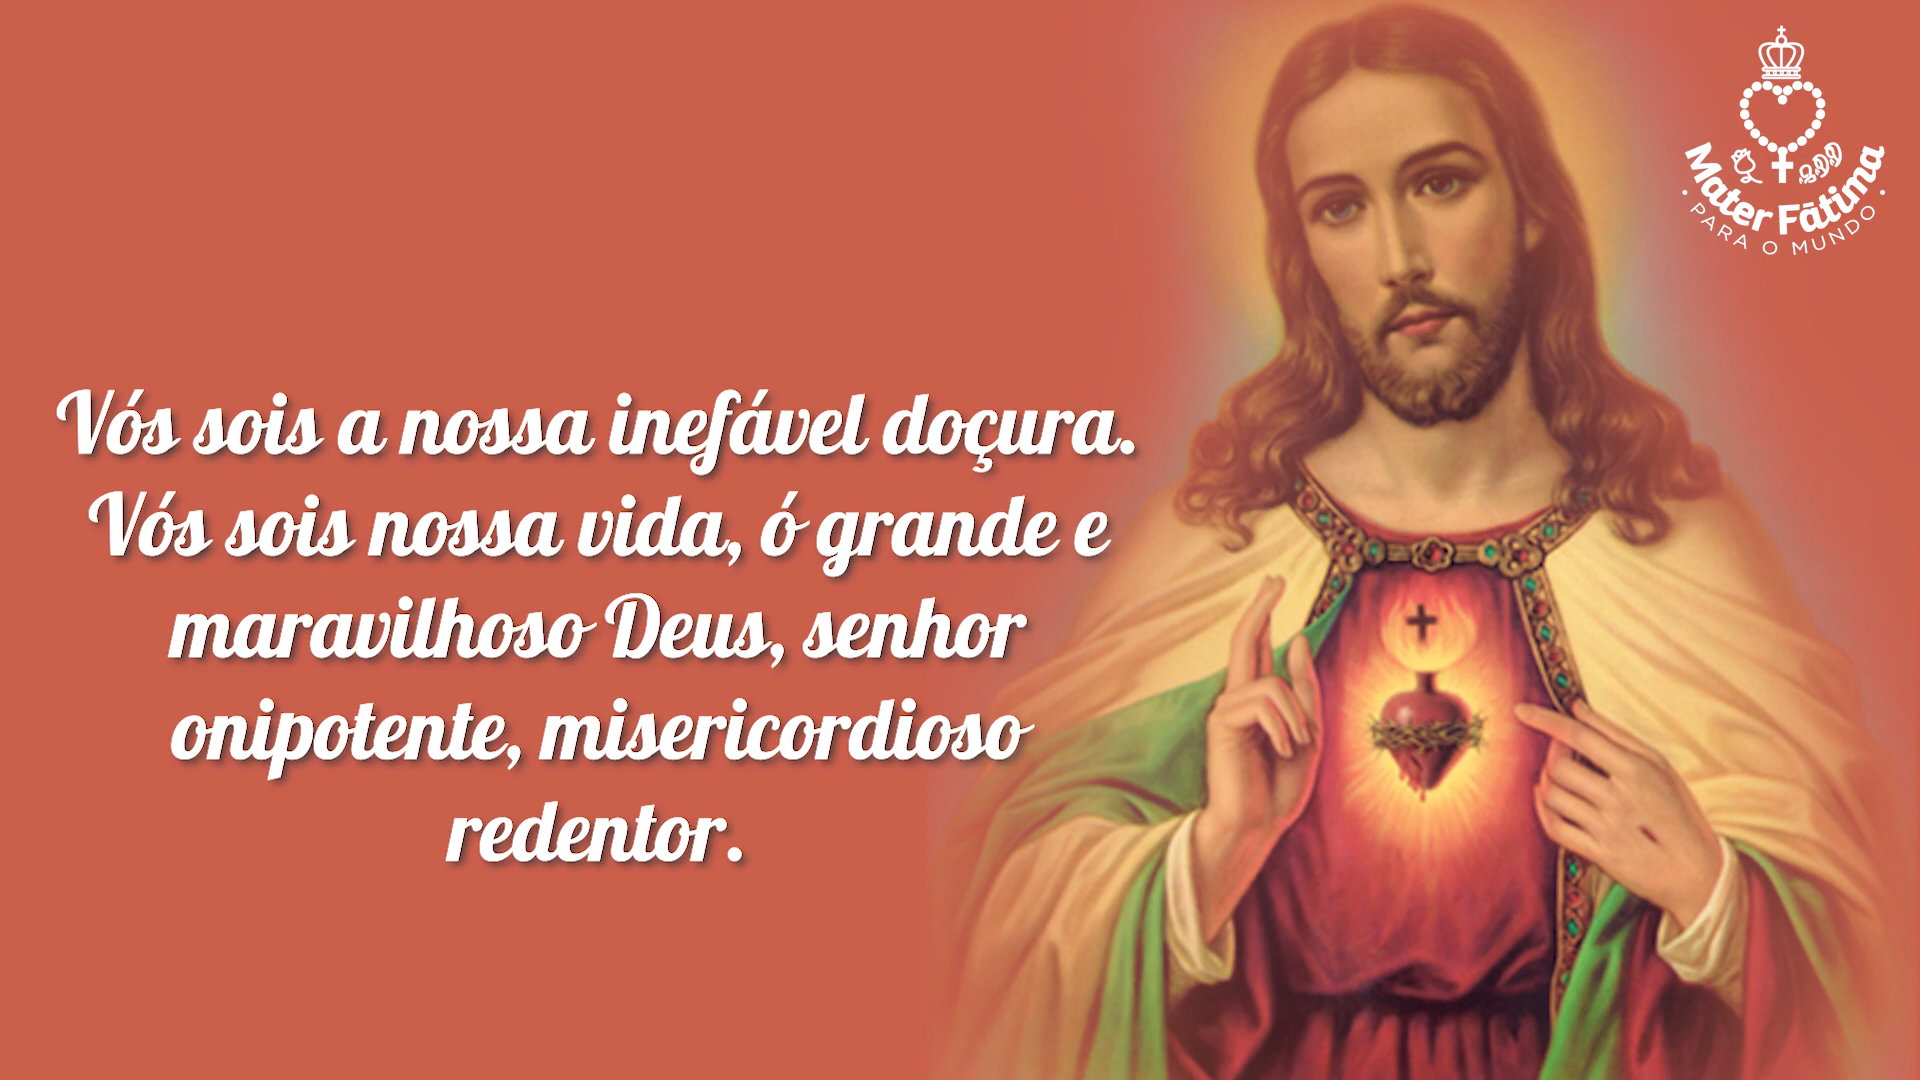 Vós sois a nossa inefável doçura.
Vós sois nossa vida, ó grande e
maravilhoso Deus, senhor
onipotente, misericordioso
redentor.
Mater Fátima
· PARA O MUNDO ·